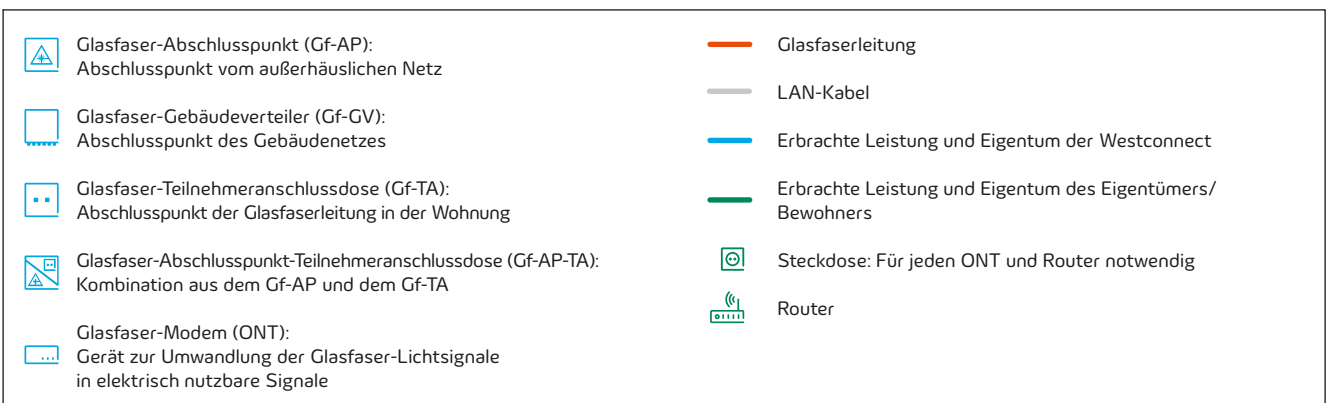 Glasfaser-Abschlusspunkt (Gf-AP):
Abschlusspunkt vom außerhäuslichen Netz
Glasfaser-Gebäudeverteiler (Gf-GV):
Abschlusspunkt des Gebäudenetzes
Glasfaser-Teilnehmeranschlussdose (Gf-TA):
Abschlusspunkt der Glasfaserleitung in der Wohnung
Glasfaser-Abschlusspunkt-Teilnehmeranschlussdose (Gf-AP-TA):
Kombination aus dem Gf-AP und dem Gf-TA
Glasfaser-Modem (ONT):
Gerät zur Umwandlung der Glasfaser-Lichtsignale
in elektrisch nutzbare Signale
Glasfaserleitung
LAN-Kabel
Erbrachte Leistung und Eigentum der Westconnect
Erbrachte Leistung und Eigentum des Eigentümers/
Bewohners
Steckdose: Für jeden ONT und Router notwendig
Router